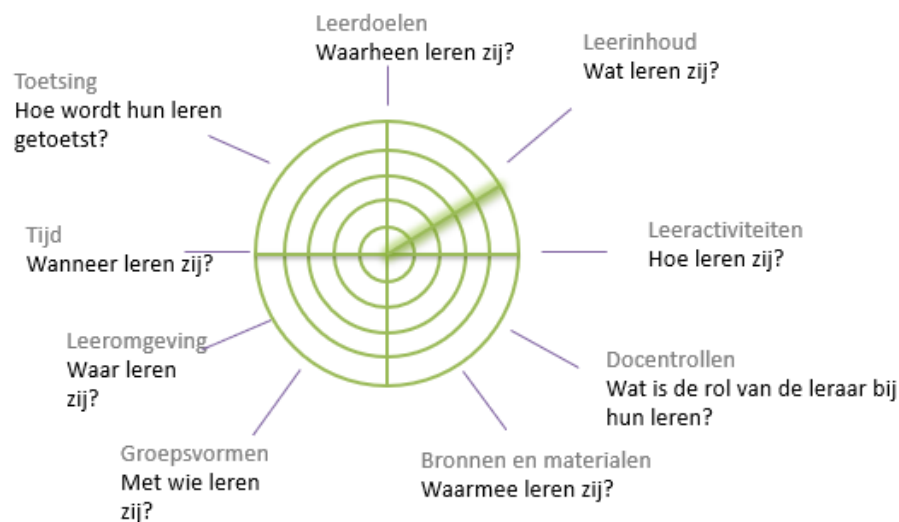 Leerdoelen
Waarheen leren zij?
Leerinhoud
Wat leren zij?
Leeractiviteiten
Hoe leren zij?
Docentrollen
Wat is de rol van de leraar bij
hun leren?
Bronnen en materialen
Waarmee leren zij?
Groepsvormen
Met wie leren
zij?
Leeromgeving
Waar leren
zij?
Tijd
Wanneer leren zij?
Toetsing
Hoe wordt hun leren
getoetst?